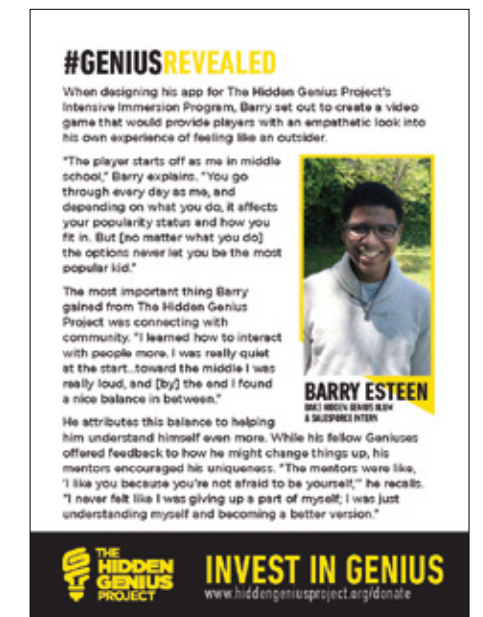 #GENIUSREVEALED
When designing his app for The Hidden Genius Project's
Intensive Immersion Program, Barry set out to create a video
game that would provide players with an empathetic look into
his own experience of feeling like an outsider.
"The player starts off as me in middle
school," Barry explains. "You go
through every day as me, and
depending on what you do, it affects
your popularity status and how you
fit in. But [no matter what you do]
the options never let you be the most
popular kid."
The most important thing Barry
gained from The Hidden Genius
Project was connecting with
community. "I learned how to interact
with people more. I was really quiet
at the start...toward the middle I was
really loud, and [by] the end I found
a nice balance in between."
He attributes this balance to helping
him understand himself even more. While his fellow Geniuses
offered feedback to how he might change things up, his
mentors encouraged his uniqueness. "The mentors were like,
'I like you because you're not afraid to be yourself,'" he recalls.
"I never felt like I was giving up a part of myself; I was just
understanding myself and becoming a better version."
BARRY ESTEEN
HIDDEN GENIUS ALUM
& SALESFORCE INTERN
THE
HIDDEN
GENIUS
PROJECT
INVEST IN GENIUS
www.hiddengeniusproject.org/donate